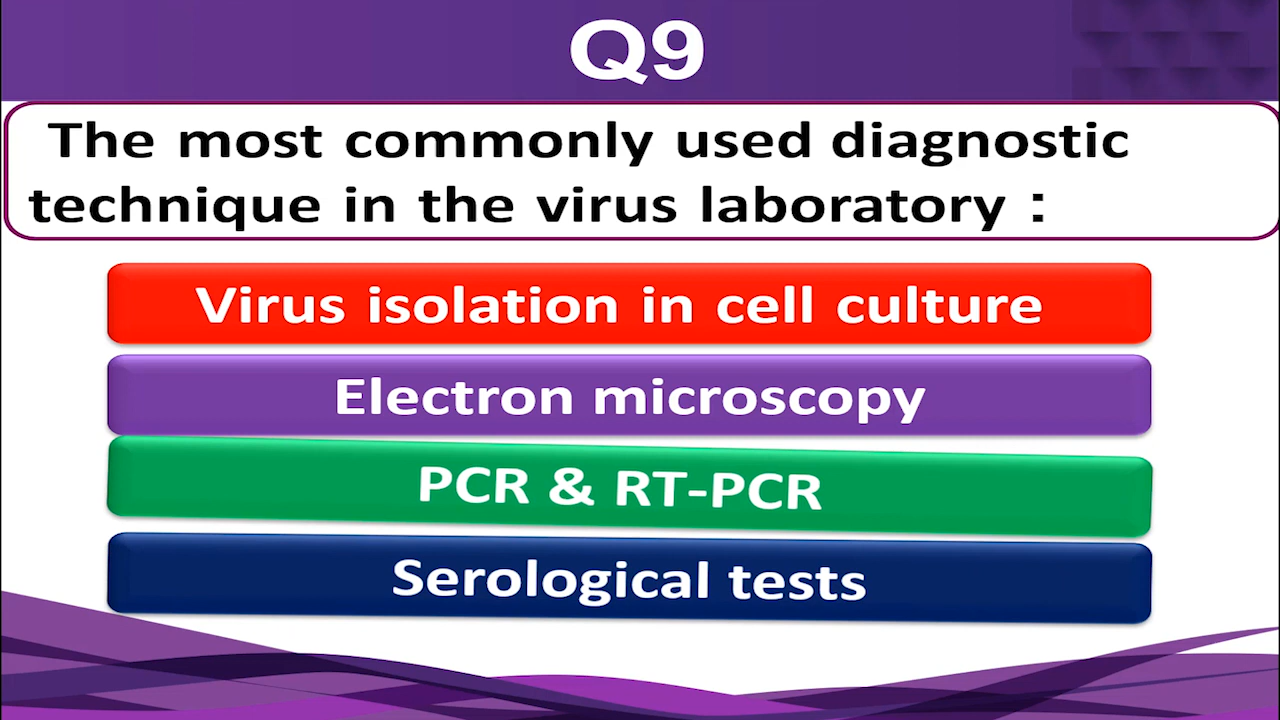 Q9
The most commonly used diagnostic
technique in the virus laboratory :
Virus isolation in cell culture
Electron microscopy
PCR & RT-PCR
Serological tests